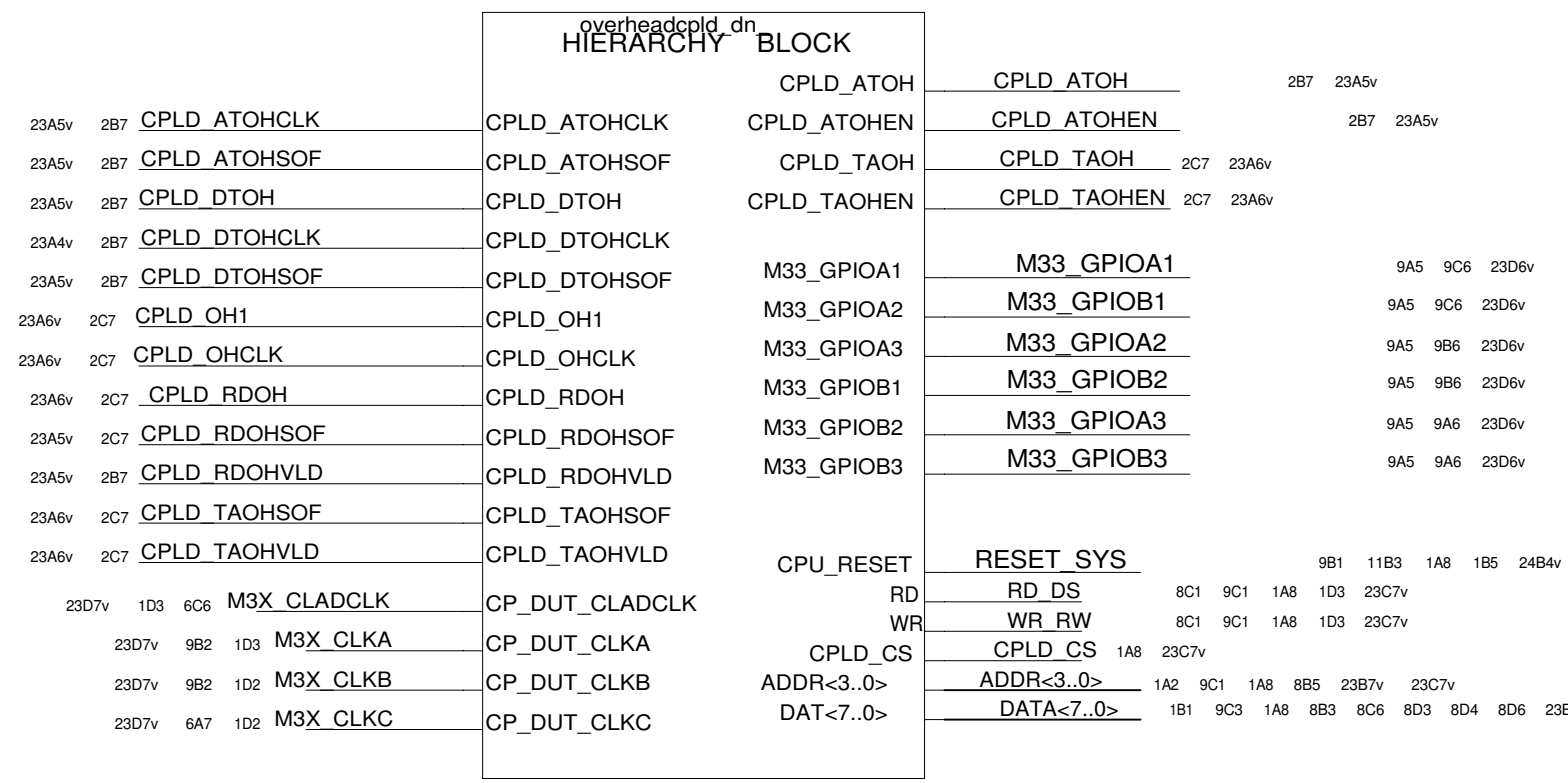 overheadcpld_dn_
HIERARCHY BLOCK
CPLD_ATOH CPLD_ATOH 2B7 23A5v
23A5v 2B7 CPLD_ATOHCLK CPLD_ATOHCLK CPLD_ATOHEN CPLD_ATOHEN 2B7 23A5v
23A5v 2B7 CPLD_ATOHSOF CPLD_ATOHSOF CPLD_TAOH CPLD_TAOH 2C7 23A6v
23A5v 2B7 CPLD_DTOH CPLD_DTOH CPLD_TAOHEN CPLD_TAOHEN 2C7 23A6v
23A4v 2B7 CPLD_DTOHCLK CPLD_DTOHCLK
23A5v 2B7 CPLD_DTOHSOF CPLD_DTOHSOF M33_GPIOA1 M33_GPIOA1 9A5 9C6 23D6v
23A6v 2C7 CPLD_OH1 CPLD_OH1 M33_GPIOA2 M33_GPIOB1 9A5 9C6 23D6v
23A6v 2C7 CPLD_OHCLK CPLD_OHCLK M33_GPIOA3 M33_GPIOA2 9A5 9B6 23D6v
23A6v 2C7 CPLD_RDOH CPLD_RDOH M33_GPIOB1 M33_GPIOB2 9A5 9B6 23D6v
23A5v 2C7 CPLD_RDOHSOF CPLD_RDOHSOF M33_GPIOB2 M33_GPIOA3 9A5 9A6 23D6v
23A5v 2B7 CPLD_RDOHVLD CPLD_RDOHVLD M33_GPIOB3 M33_GPIOB3 9A5 9A6 23D6v
23A6v 2C7 CPLD_TAOHSOF CPLD_TAOHSOF
23A6v 2C7 CPLD_TAOHVLD CPLD_TAOHVLD CPU_RESET RESET_SYS 9B1 11B3 1A8 1B5 24B4v
23D7v 1D3 6C6 M3X_CLADCLK CP_DUT_CLADCLK RD RD_DS 8C1 9C1 1A8 1D3 23C7v
WR WR_RW 8C1 9C1 1A8 1D3 23C7v
23D7v 9B2 1D3 M3X_CLKA CP_DUT_CLKA CPLD_CS CPLD_CS 1A8 23C7v
23D7v 9B2 1D2 M3X_CLKB CP_DUT_CLKB ADDR<3..0> ADDR<3..0> 1A2 9C1 1A8 8B5 23B7v 23C7v
23D7v 6A7 1D2 M3X_CLKC CP_DUT_CLKC DAT<7..0> DATA<7..0> 1B1 9C3 1A8 8B3 8C6 8D3 8D4 8D6